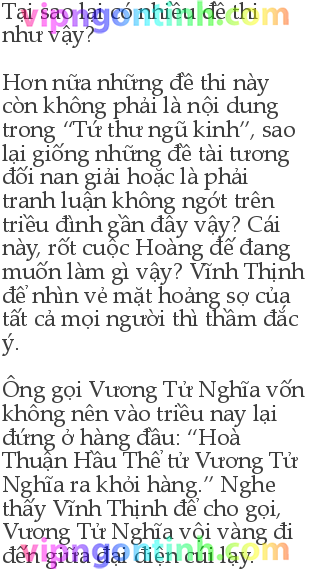 Tại sao lại có nhiều đề thi
như vậy?
Hơn nữa những đề thi này
còn không phải là nội dung
trong “Tứ thư ngũ kinh”, sao
lại giống những đề tài tương
đối nan giải hoặc là phải
tranh luận không ngớt trên
triều đình gần đây vậy? Cái
này, rốt cuộc Hoàng đế đang
muốn làm gì vậy? Vĩnh Thịnh
đế nhìn vẻ mặt hoảng sợ của
tất cả mọi người thì thầm đắc
ý.
Ông gọi Vương Tử Nghĩa vốn
không nên vào triều nay lại
đứng ở hàng đầu: “Hoà
Thuận Hầu Thế tử Vương Tử
Nghĩa ra khỏi hàng.” Nghe
thấy Vĩnh Thịnh đế cho gọi,
Vương Tử Nghĩa vội vàng đi
đến giữa đại điện cúi lạy.
vipngontinh.com
vipngontinh.com